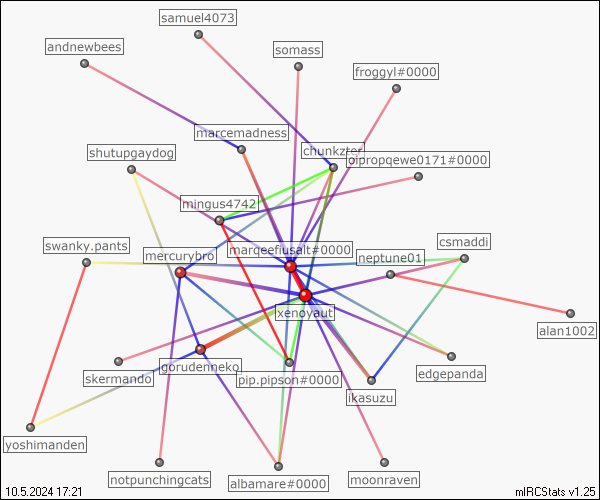 samuel4073
andnewbees
somass
froggyl#0000
marcemadness
chunkzter
shutupgaydog
oipropqewe0171#0000
mingus4742
csmaddi
swanky.pants
mercurybro
marqeefusalt#0000
neptune01
xenoyaut
alan1002
gorudenneko
edgepanda
skermando
pip.pipson#0000
ikasuzu
yoshimanden
notpunchingcats
albamare#0000
moonraven
10.5.2024 17:21
mIRCStats v1.25